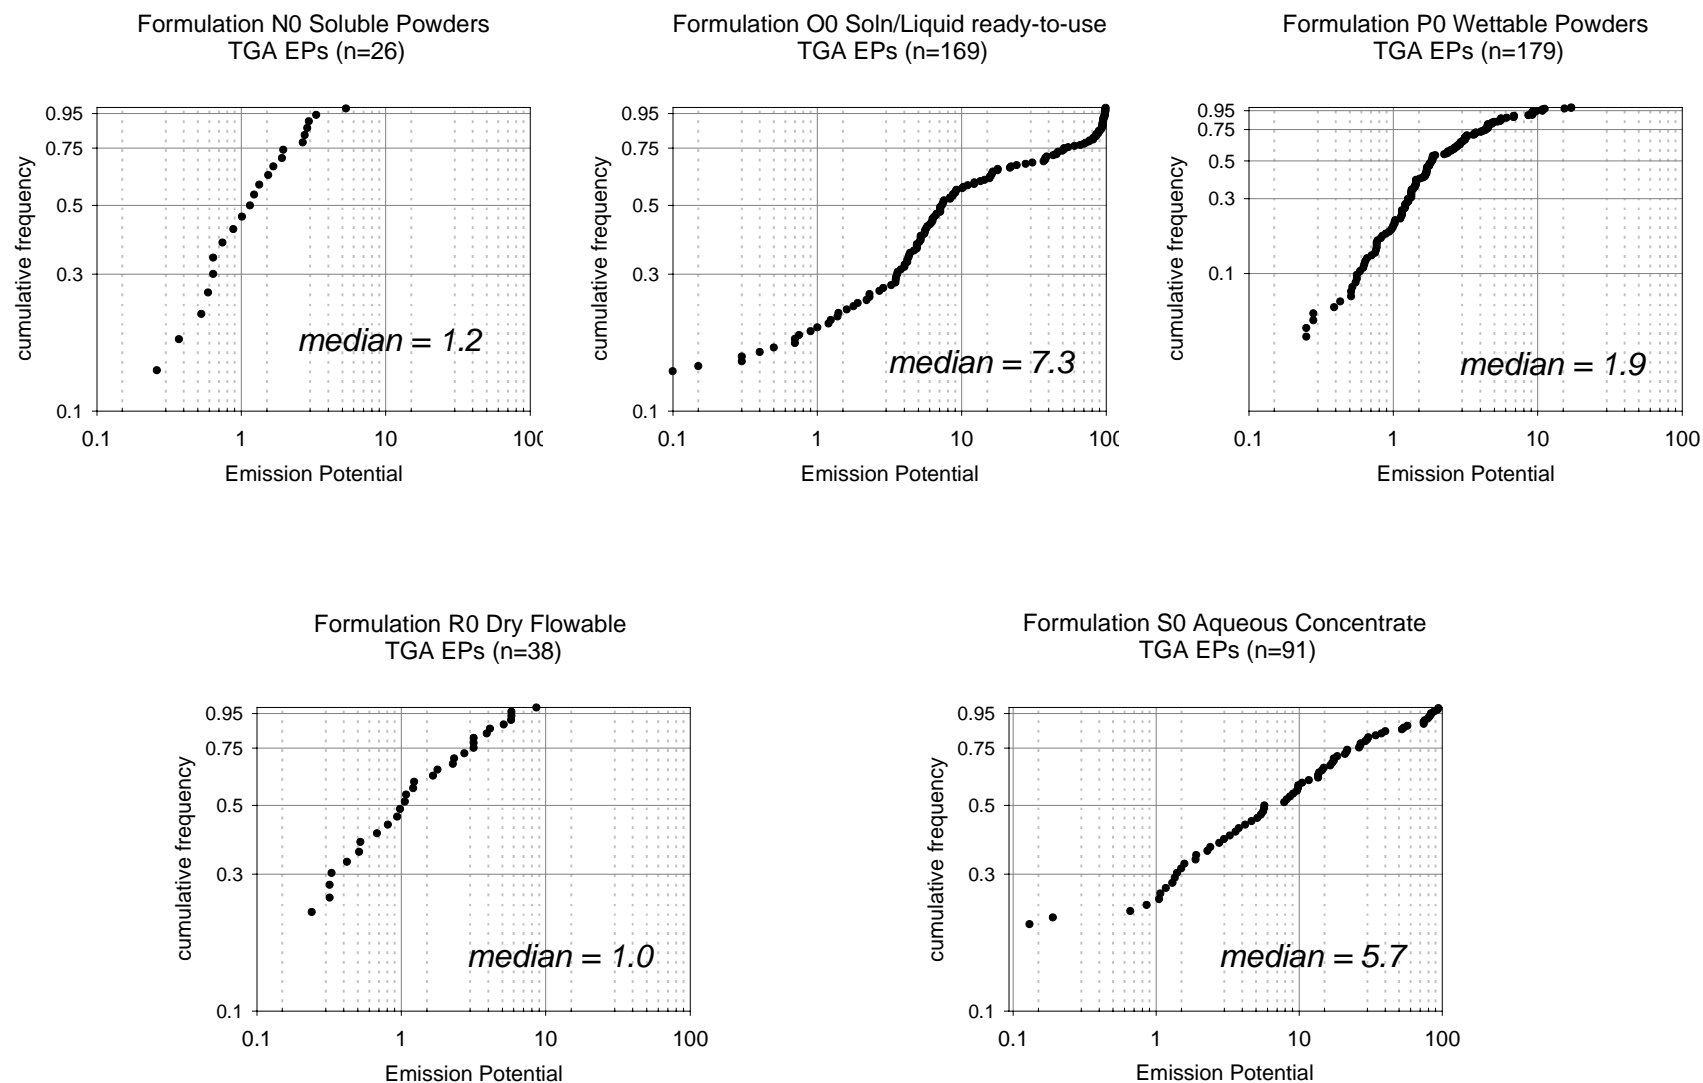 Formulation N0 Soluble Powders
TGA EPs (n=26)
cumulative frequency
0.95
0.75
0.5
0.3
0.1
median = 1.2
0.1 1 10 100
Emission Potential
Formulation O0 Soln/Liquid ready-to-use
TGA EPs (n=169)
cumulative frequency
0.95
0.75
0.5
0.3
0.1
median = 7.3
0.1 1 10 100
Emission Potential
Formulation P0 Wettable Powders
TGA EPs (n=179)
cumulative frequency
0.95
0.75
0.5
0.3
0.1
median = 1.9
0.1 1 10 100
Emission Potential
Formulation R0 Dry Flowable
TGA EPs (n=38)
cumulative frequency
0.95
0.75
0.5
0.3
0.1
median = 1.0
0.1 1 10 100
Emission Potential
Formulation S0 Aqueous Concentrate
TGA EPs (n=91)
cumulative frequency
0.95
0.75
0.5
0.3
0.1
median = 5.7
0.1 1 10 100
Emission Potential